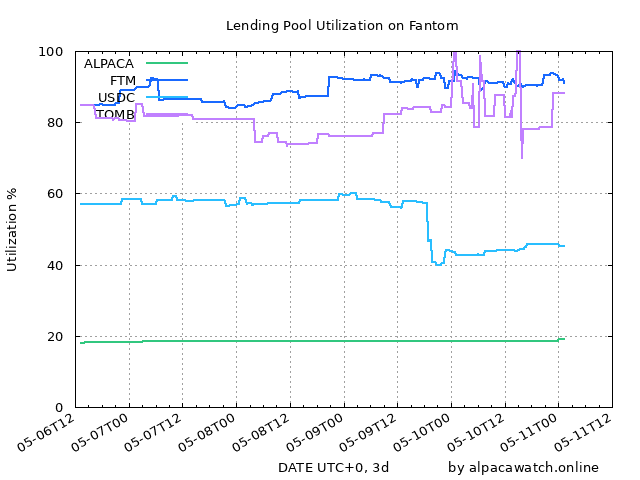 Lending Pool Utilization on Fantom
100
80
60
40
20
0
Utilization %
ALPACA
FTM
USDC
TOMB
05-06T12
05-07T00
05-07T12
05-08T00
05-08T12
05-09T00
05-09T12
05-10T00
05-10T12
05-11T00
05-11T12
DATE UTC+0, 3d
by alpacawatch.online